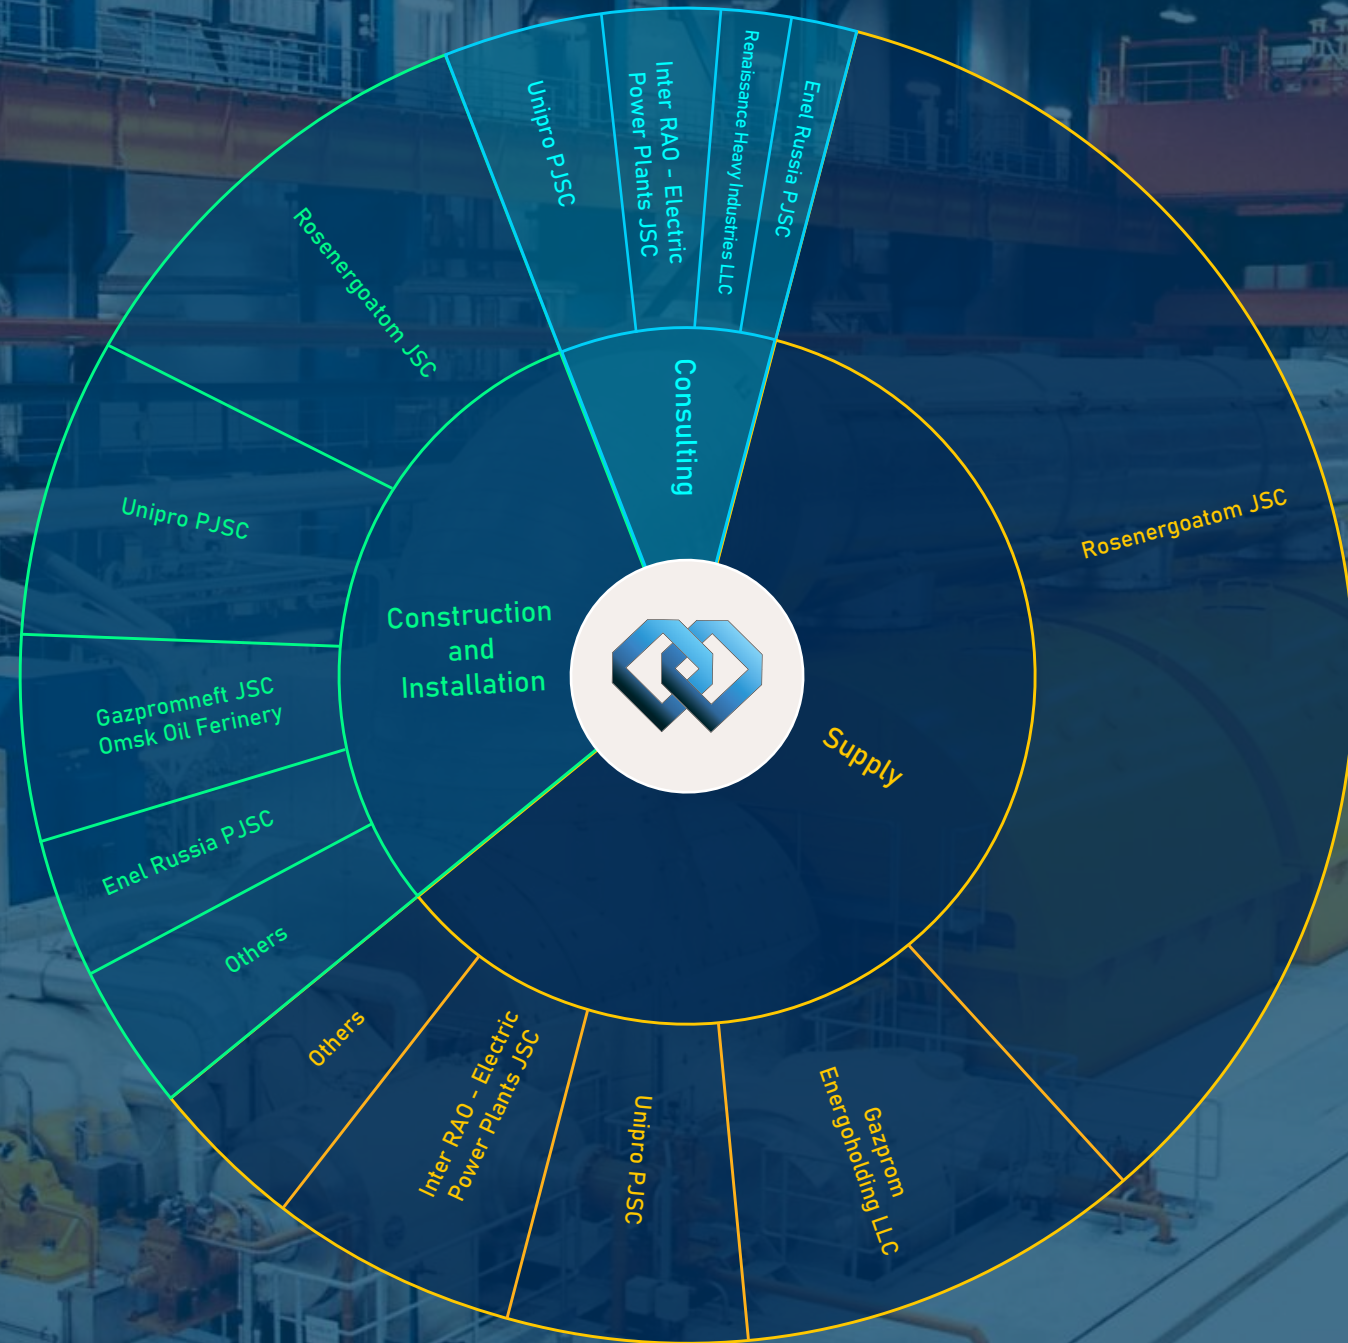 Consulting
Unipro PJSC
Inter RAO - Electric
Power Plants JSC
Renaissance Heavy Industries LLC
Enel Russia PJSC
Supply
Rosenergoatom JSC
Gazprom
Energoholding LLC
Unipro PJSC
Inter RAO - Electric
Power Plants JSC
Others
Construction
and
Installation
Rosenergoatom JSC
Unipro PJSC
Gazpromneft JSC
Omsk Oil Ferinery
Enel Russia PJSC
Others